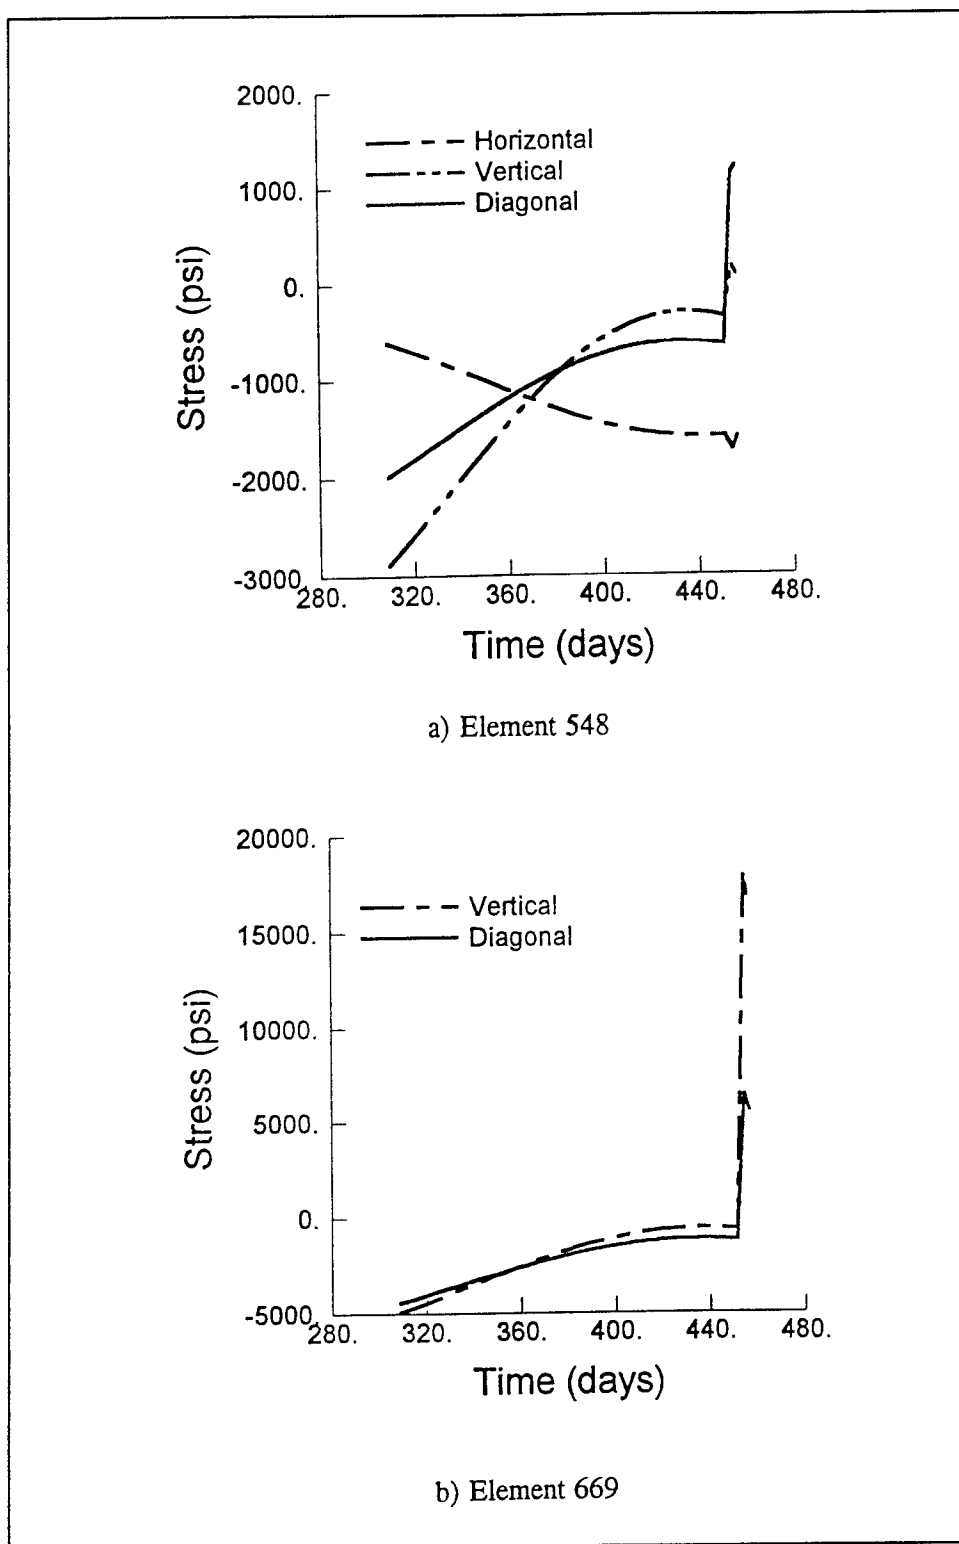 2000.
1000.
0.
-1000.
-2000.
-3000.
Stress (psi)
Horizontal
Vertical
Diagonal
280. 320. 360. 400. 440. 480.
Time (days)
a) Element 548
20000.
15000.
10000.
5000.
0.
-5000.
Stress (psi)
Vertical
Diagonal
280. 320. 360. 400. 440. 480.
Time (days)
b) Element 669